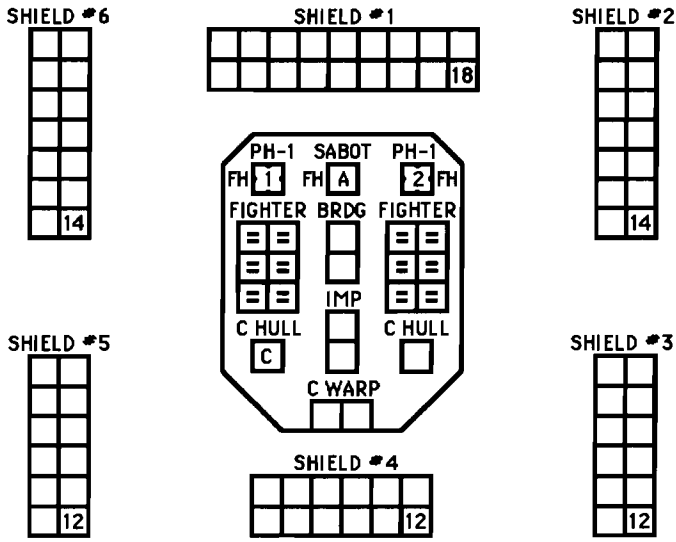 SHIELD #6
SHIELD #1
SHIELD #2
18
14
14
PH-1 SABOT PH-1
FH 1 FH A 2 FH
FIGHTER BRDG FIGHTER
= = = =
= = = =
= = = =
IMP
C HULL C HULL
C
C WARP
SHIELD #5
SHIELD #3
12
12
SHIELD #4
12